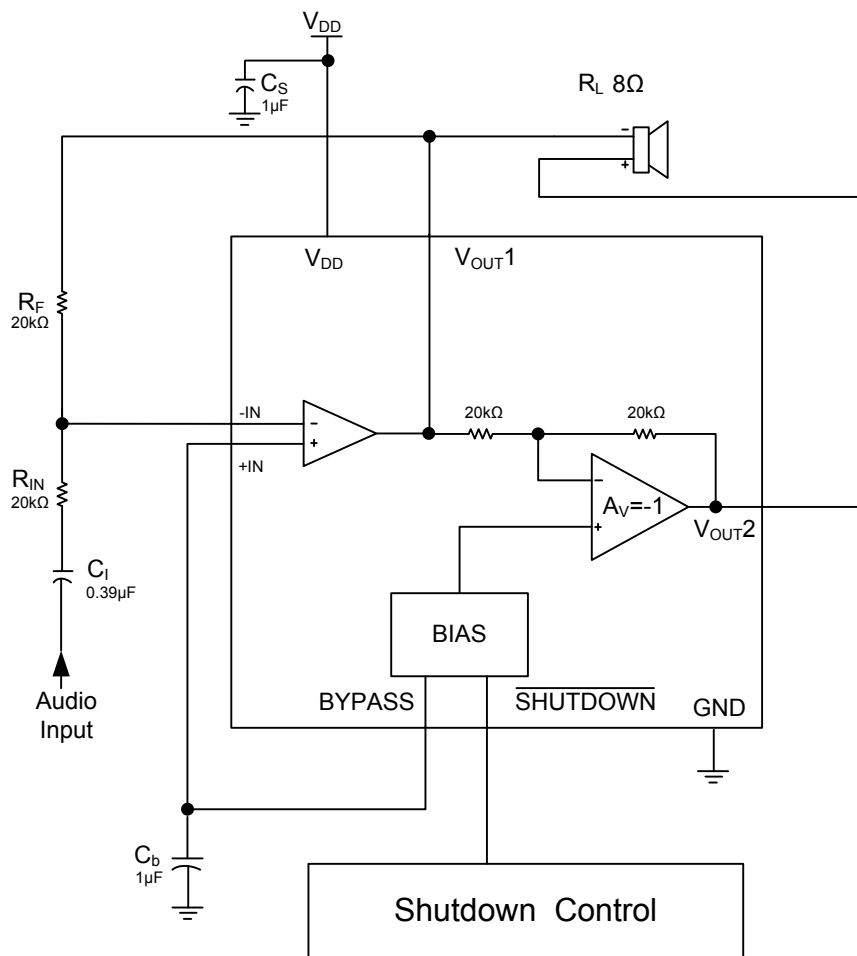 VDD
CS
1µF
RL 8Ω
-
+
VDD
VOUT1
RF
20kΩ
-IN
-
+
+IN
20kΩ
20kΩ
RIN
20kΩ
-
AV=-1
+
VOUT2
CI
0.39µF
BIAS
Audio
Input
BYPASS
SHUTDOWN
GND
Cb
1µF
Shutdown Control